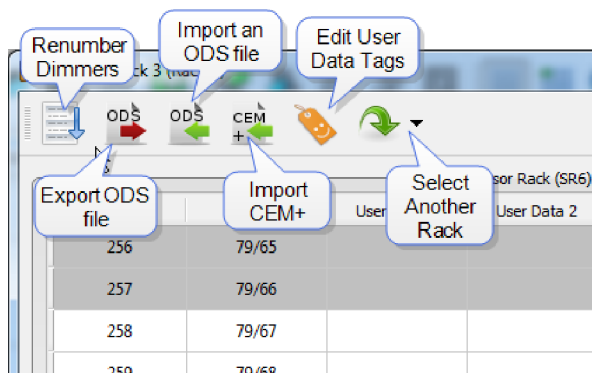 Renumber
Dimmers
Import an
ODS file
Edit User
Data Tags
ck 3 (Rac
ODS
ODS
CEM
+
Export ODS
file
Import
CEM+
Select
Another
Rack
sor Rack (SR6)
User
User Data 2
256 79/65
257 79/66
258 79/67
259 79/68